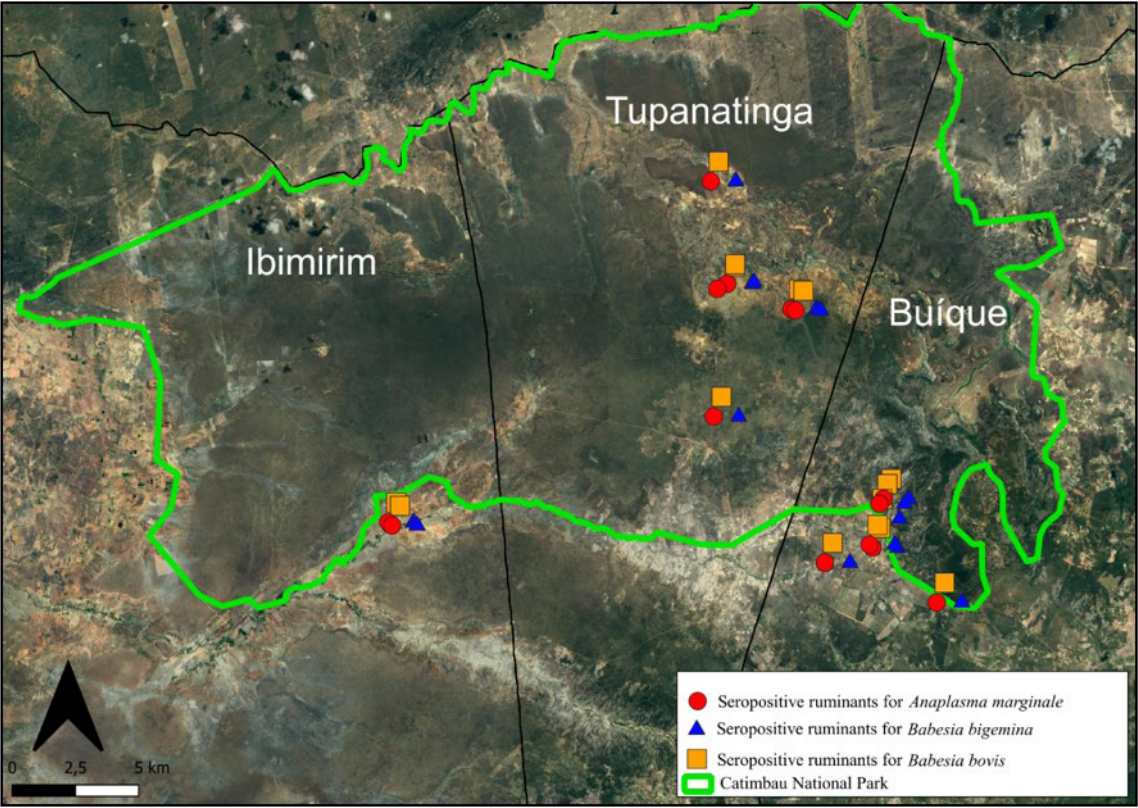 Tupanatinga
Ibimirim
Buíque
Seropositive ruminants for Anaplasma marginale
Seropositive ruminants for Babesia bigemina
Seropositive ruminants for Babesia bovis
Catimbau National Park
0 2,5 5 km